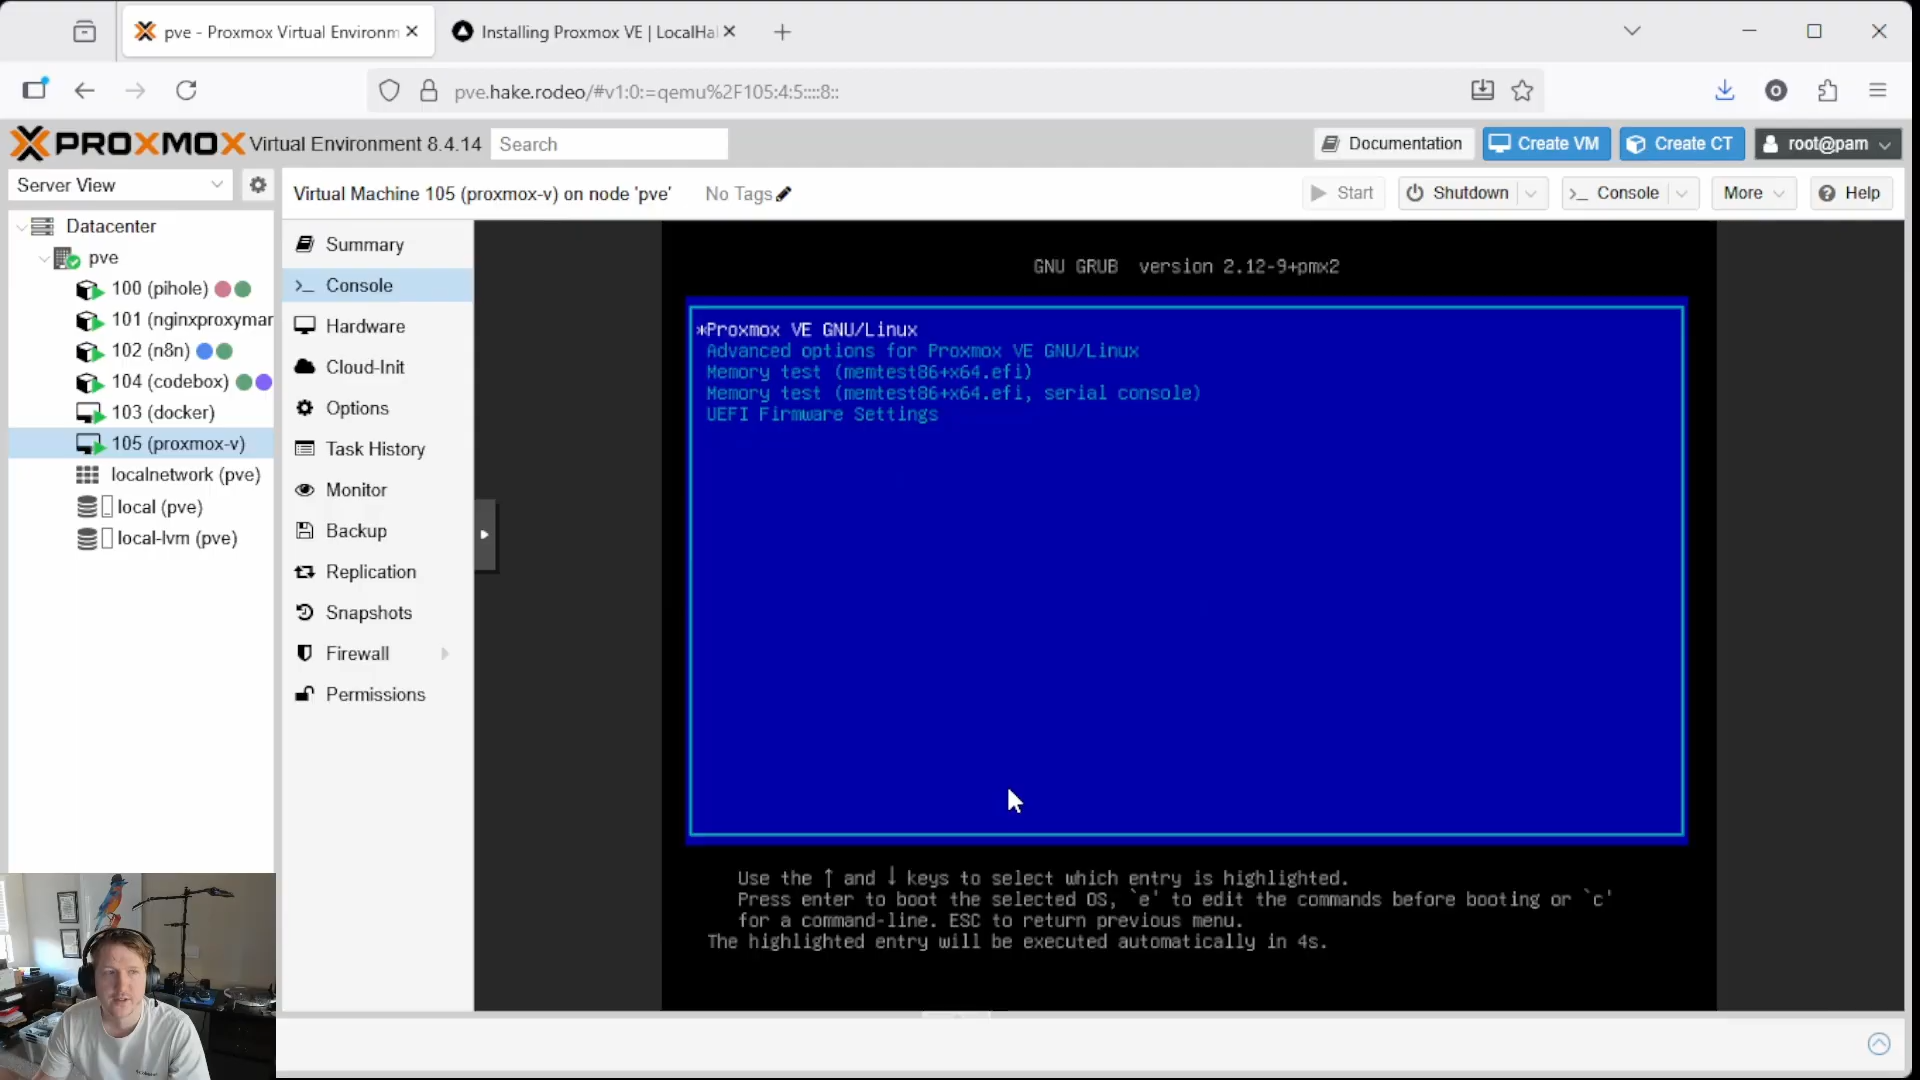 pve - Proxmox Virtual Environm
Installing Proxmox VE | LocalHa
pve.hake.rodeo/#v1:0:=qemu%2F105:4:5::::8::
PROXMOX Virtual Environment 8.4.14
Search
Documentation
Create VM
Create CT
root@pam
Server View
Virtual Machine 105 (proxmox-v) on node 'pve'
No Tags
Start
Shutdown
Console
More
Help
Datacenter
pve
100 (pihole)
101 (nginxproxymar
102 (n8n)
104 (codebox)
103 (docker)
105 (proxmox-v)
localnetwork (pve)
local (pve)
local-lvm (pve)
Summary
Console
Hardware
Cloud-Init
Options
Task History
Monitor
Backup
Replication
Snapshots
Firewall
Permissions
GNU GRUB version 2.12-9+pmx2
*Proxmox VE GNU/Linux
Advanced options for Proxmox VE GNU/Linux
Memory test (memtest86+x64.efi)
Memory test (memtest86+x64.efi, serial console)
UEFI Firmware Settings
Use the ↑ and ↓ keys to select which entry is highlighted.
Press enter to boot the selected OS, `e' to edit the commands before booting or `c'
for a command-line. ESC to return previous menu.
The highlighted entry will be executed automatically in 4s.